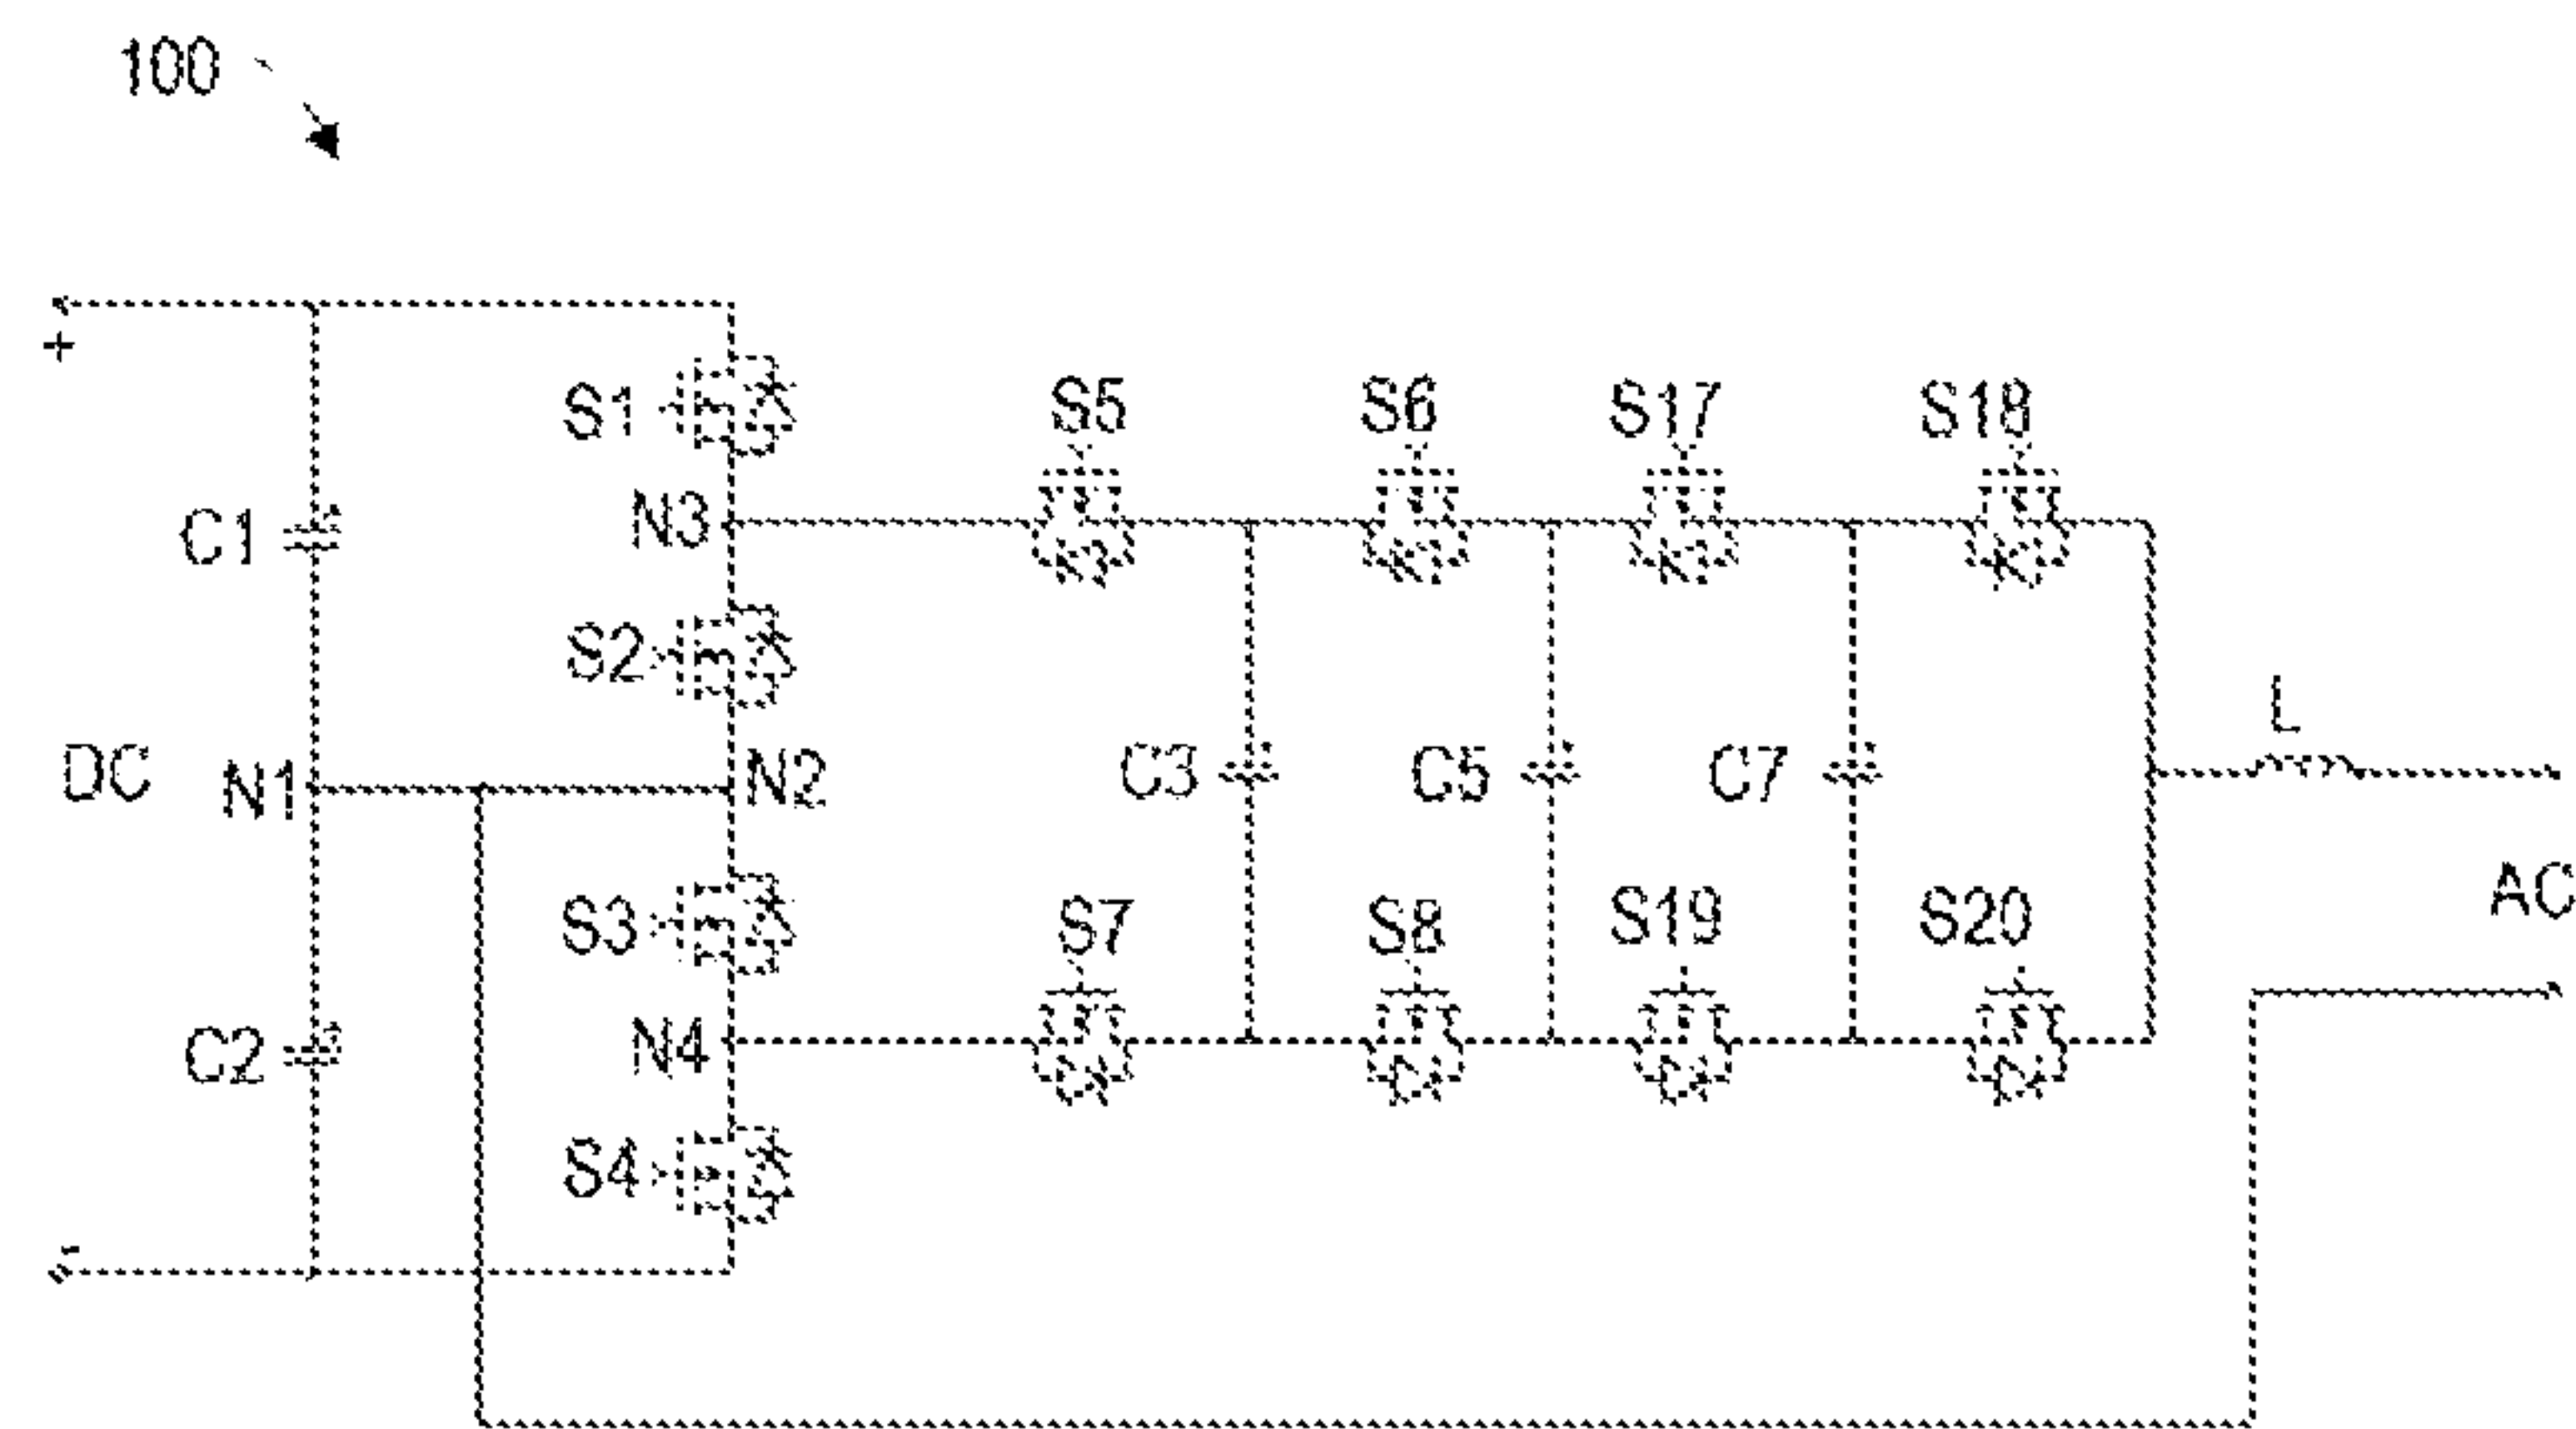 100
+
S1
S5
S6
S17
S18
C1
N3
S2
L
DC
N1
N2
C3
C5
C7
S3
S7
S8
S19
S20
AC
C2
N4
S4
-